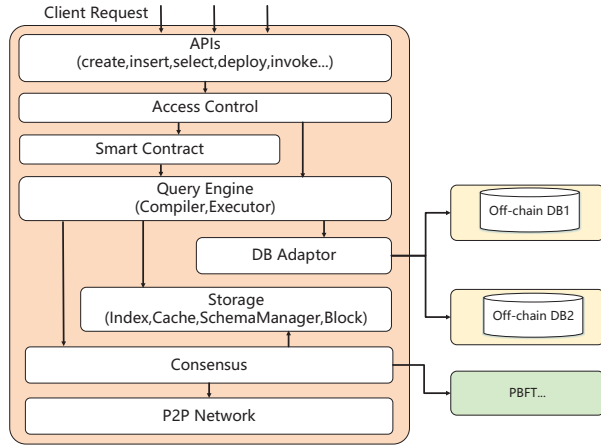 Client Request
APIs
(create,insert,select,deploy,invoke...)
Access Control
Smart Contract
Query Engine
(Compiler,Executor)
DB Adaptor
Off-chain DB1
Storage
(Index,Cache,SchemaManager,Block)
Off-chain DB2
Consensus
PBFT...
P2P Network